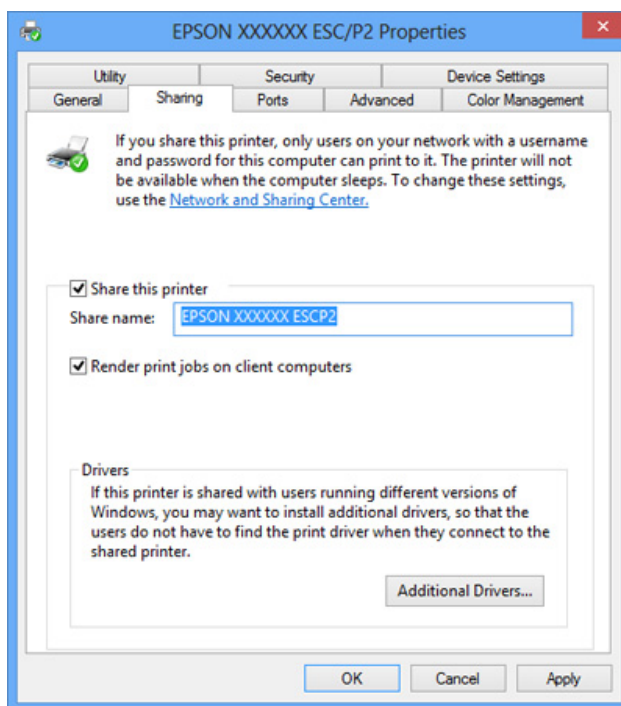 EPSON XXXXXX ESC/P2 Properties
Utility Security Device Settings
General Sharing Ports Advanced Color Management
If you share this printer, only users on your network with a username
and password for this computer can print to it. The printer will not
be available when the computer sleeps. To change these settings,
use the Network and Sharing Center.
Share this printer
Share name: EPSON XXXXXX ESCP2
Render print jobs on client computers
Drivers
If this printer is shared with users running different versions of
Windows, you may want to install additional drivers, so that the
users do not have to find the print driver when they connect to the
shared printer.
Additional Drivers...
OK Cancel Apply